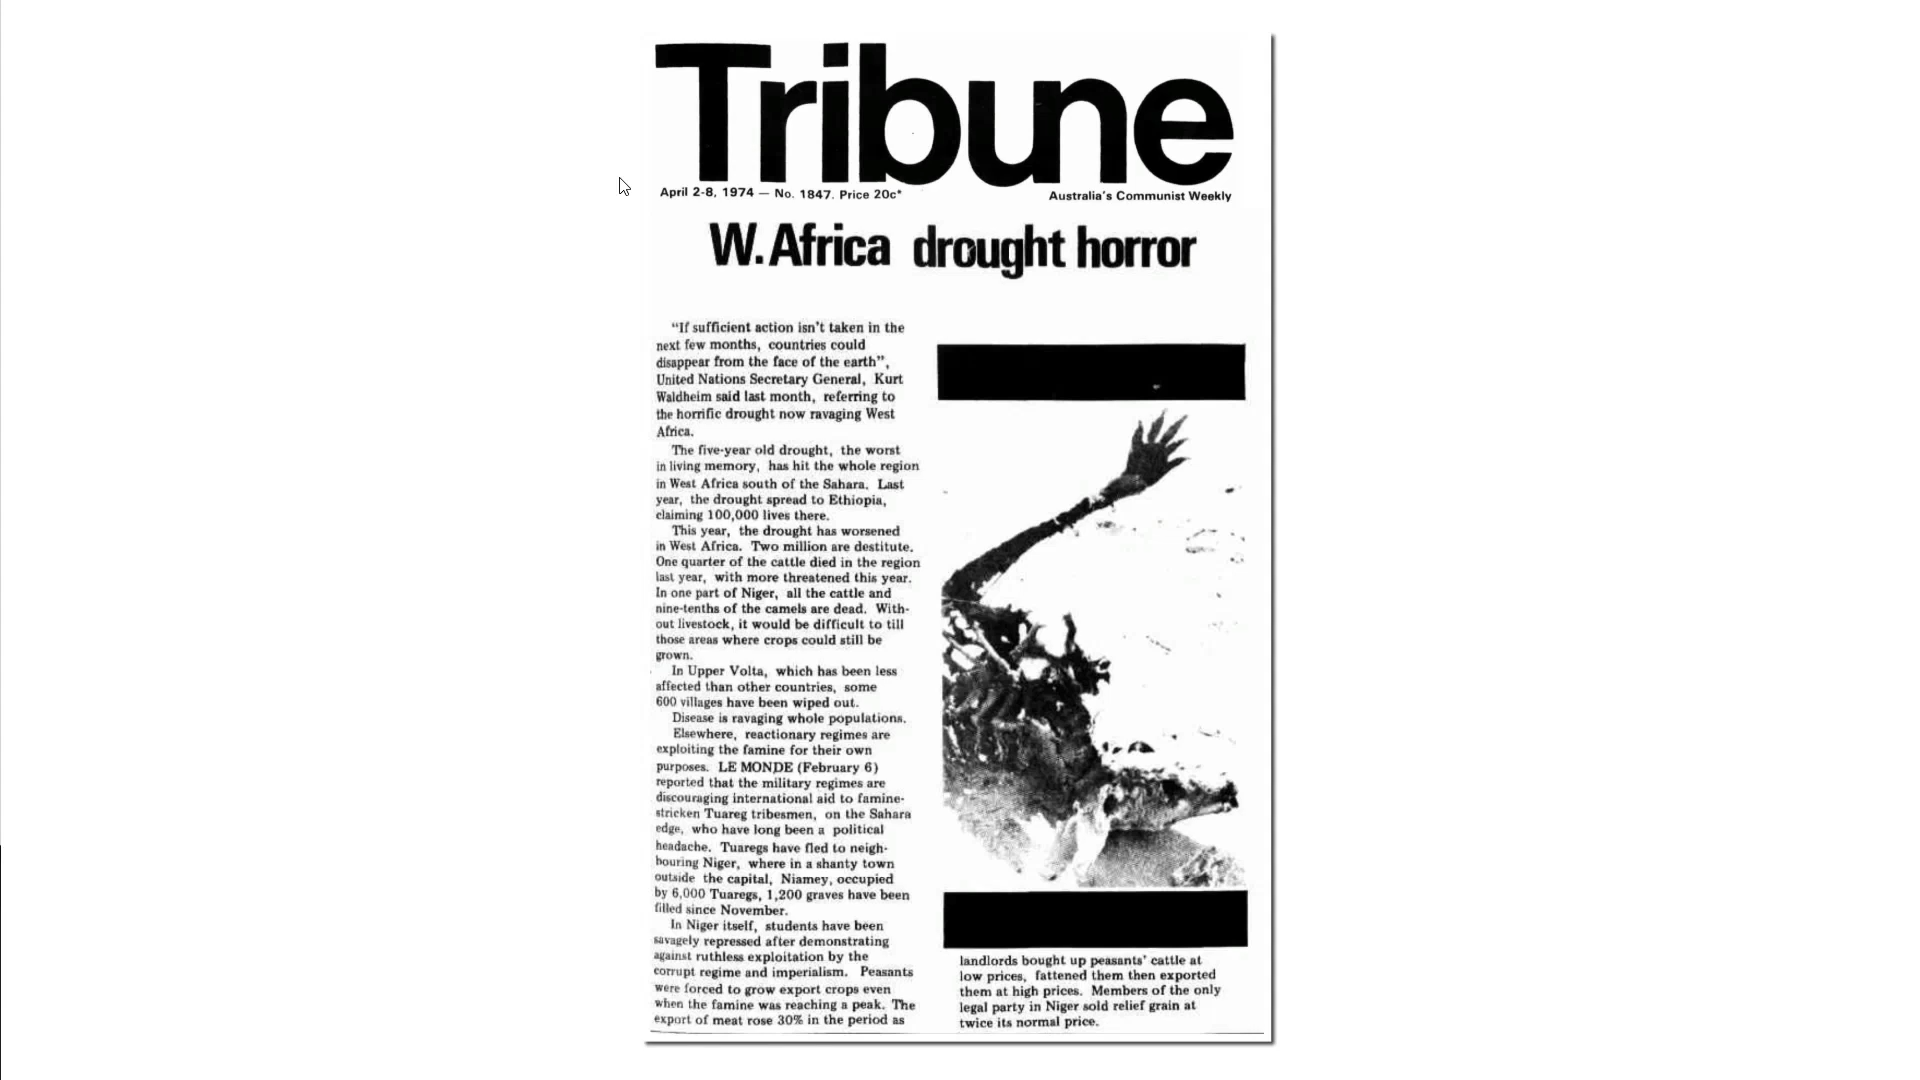 Tribune
April 2-8, 1974 — No. 1847. Price 20c*
Australia's Communist Weekly
W. Africa drought horror
"If sufficient action isn't taken in the
next few months, countries could
disappear from the face of the earth",
United Nations Secretary General, Kurt
Waldheim said last month, referring to
the horrific drought now ravaging West
Africa.
The five-year old drought, the worst
in living memory, has hit the whole region
in West Africa south of the Sahara. Last
year, the drought spread to Ethiopia,
claiming 100,000 lives there.
This year, the drought has worsened
in West Africa. Two million are destitute.
One quarter of the cattle died in the region
last year, with more threatened this year.
In one part of Niger, all the cattle and
nine-tenths of the camels are dead. With-
out livestock, it would be difficult to till
those areas where crops could still be
grown.
In Upper Volta, which has been less
affected than other countries, some
600 villages have been wiped out.
Disease is ravaging whole populations.
Elsewhere, reactionary regimes are
exploiting the famine for their own
purposes. LE MONDE (February 6)
reported that the military regimes are
discouraging international aid to famine-
stricken Tuareg tribesmen, on the Sahara
edge, who have long been a political
headache. Tuaregs have fled to neigh-
bouring Niger, where in a shanty town
outside the capital, Niamey, occupied
by 6,000 Tuaregs, 1,200 graves have been
filled since November.
In Niger itself, students have been
savagely repressed after demonstrating
against ruthless exploitation by the
corrupt regime and imperialism. Peasants
were forced to grow export crops even
when the famine was reaching a peak. The
export of meat rose 30% in the period as
landlords bought up peasants' cattle at
low prices, fattened them then exported
them at high prices. Members of the only
legal party in Niger sold relief grain at
twice its normal price.